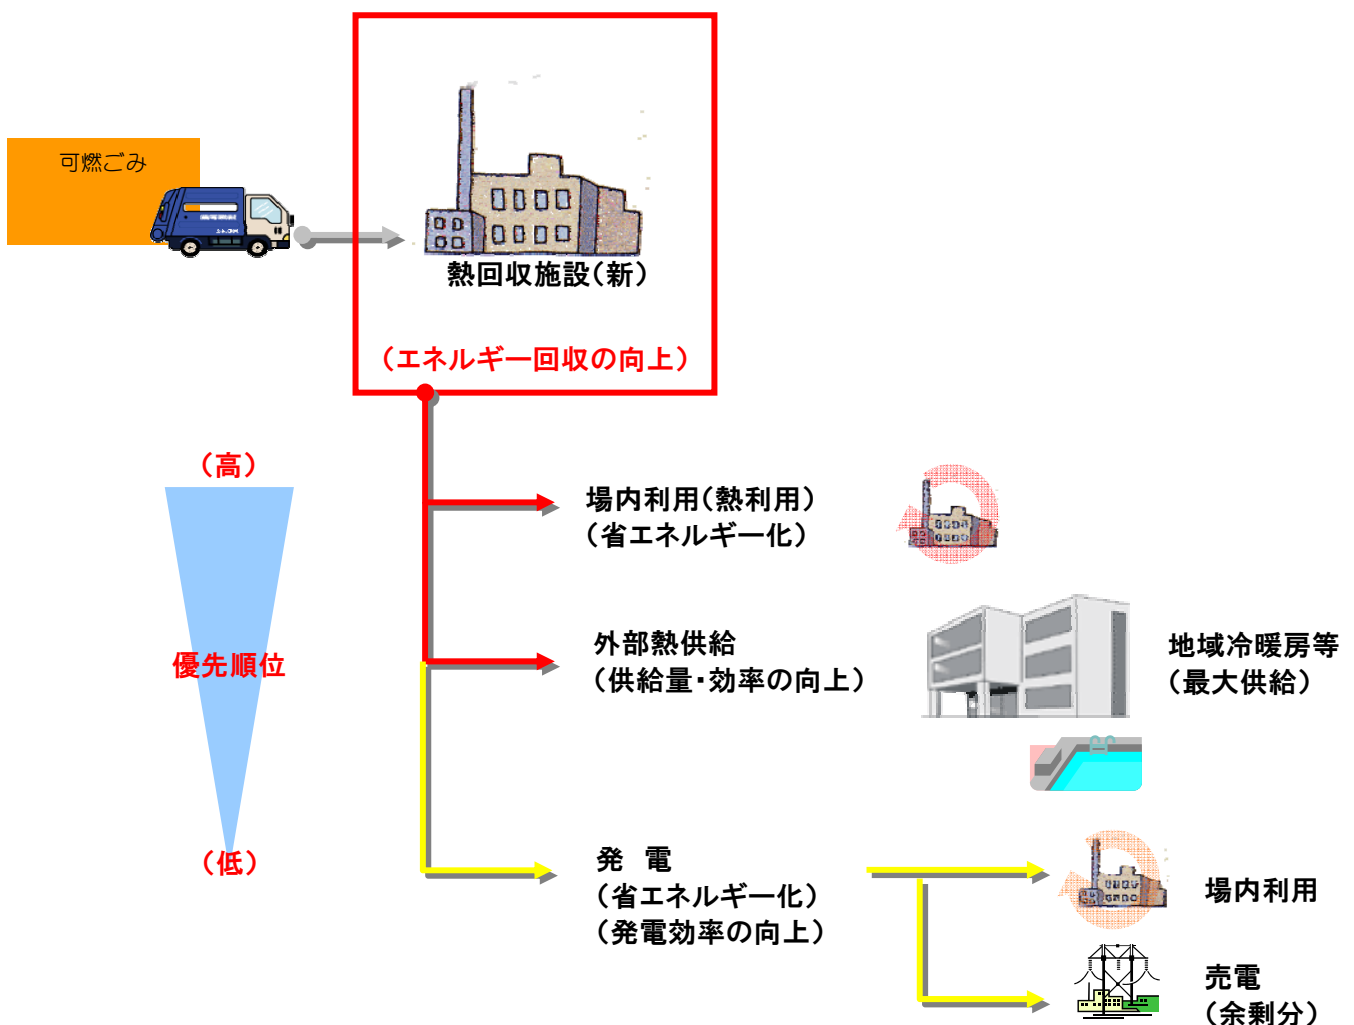 可燃ごみ
熱回収施設（新）
（エネルギー回収の向上）
（高）
優先順位
（低）
場内利用（熱利用）
（省エネルギー化）
外部熱供給
（供給量・効率の向上）
地域冷暖房等
（最大供給）
発 電
（省エネルギー化）
（発電効率の向上）
場内利用
売電
（余剰分）